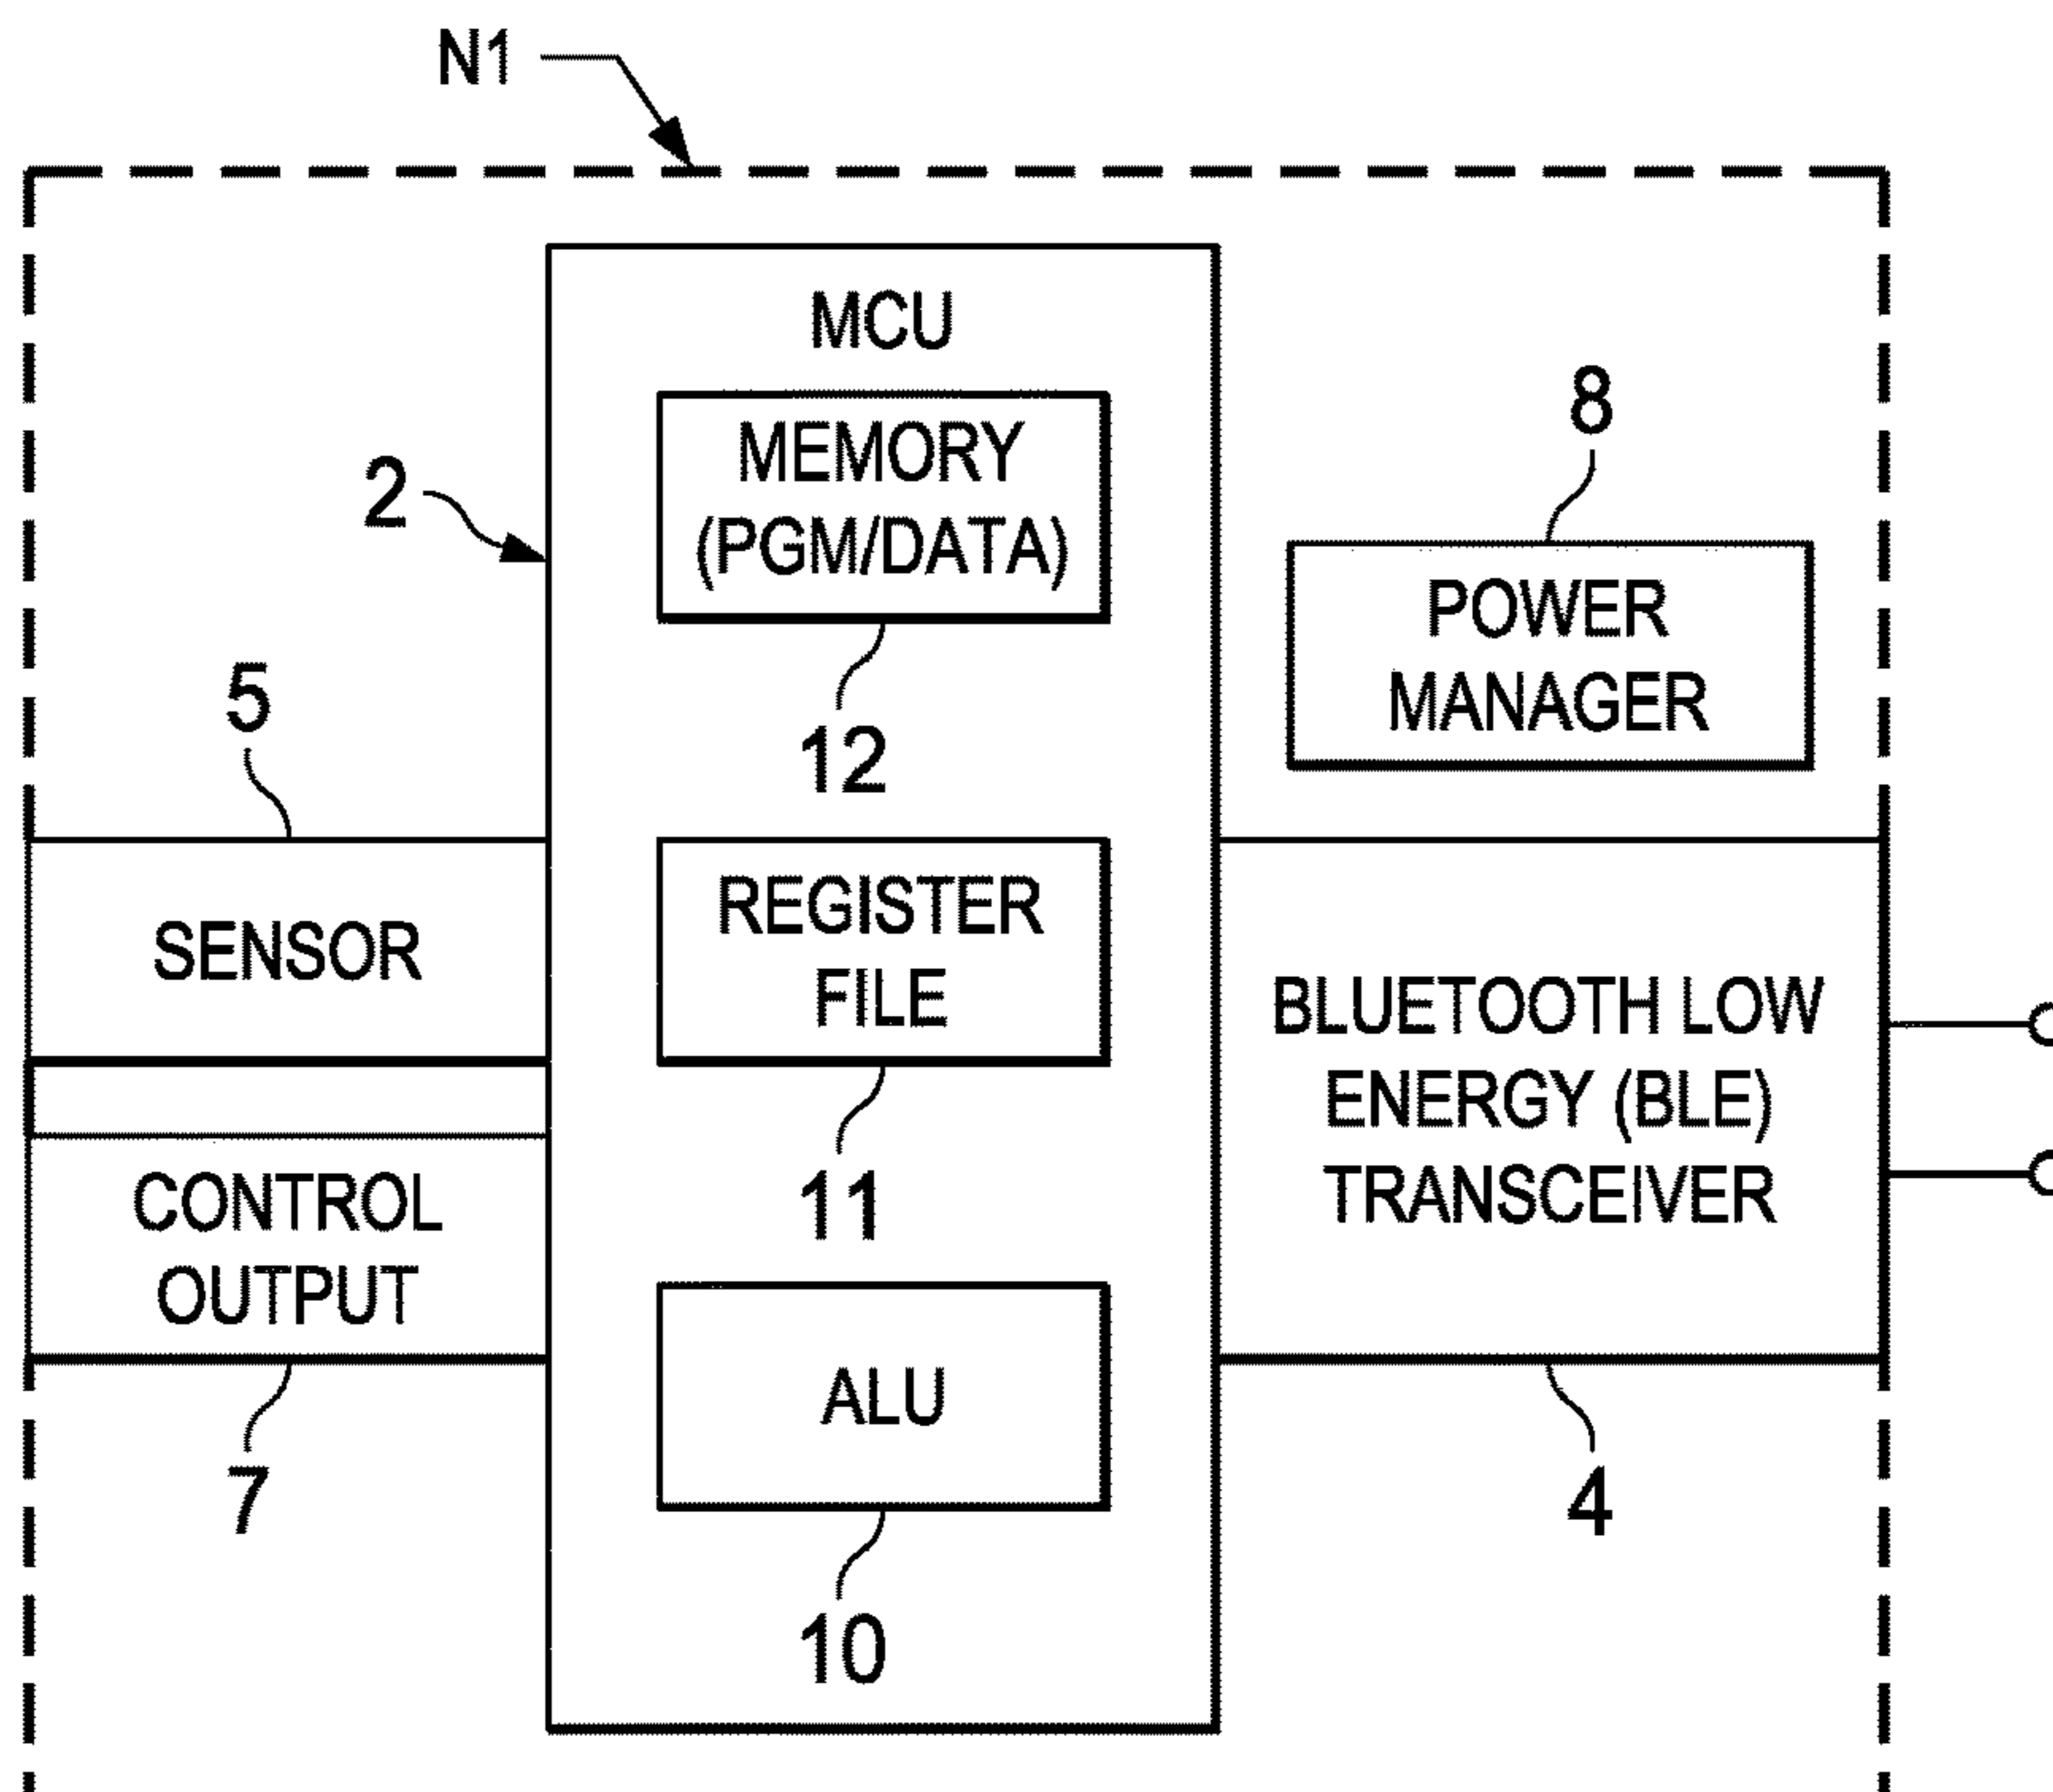 N1
MCU
MEMORY
(PGM/DATA)
12
2
8
POWER
MANAGER
5
SENSOR
REGISTER
FILE
11
BLUETOOTH LOW
ENERGY (BLE)
TRANSCEIVER
CONTROL
OUTPUT
7
ALU
10
4